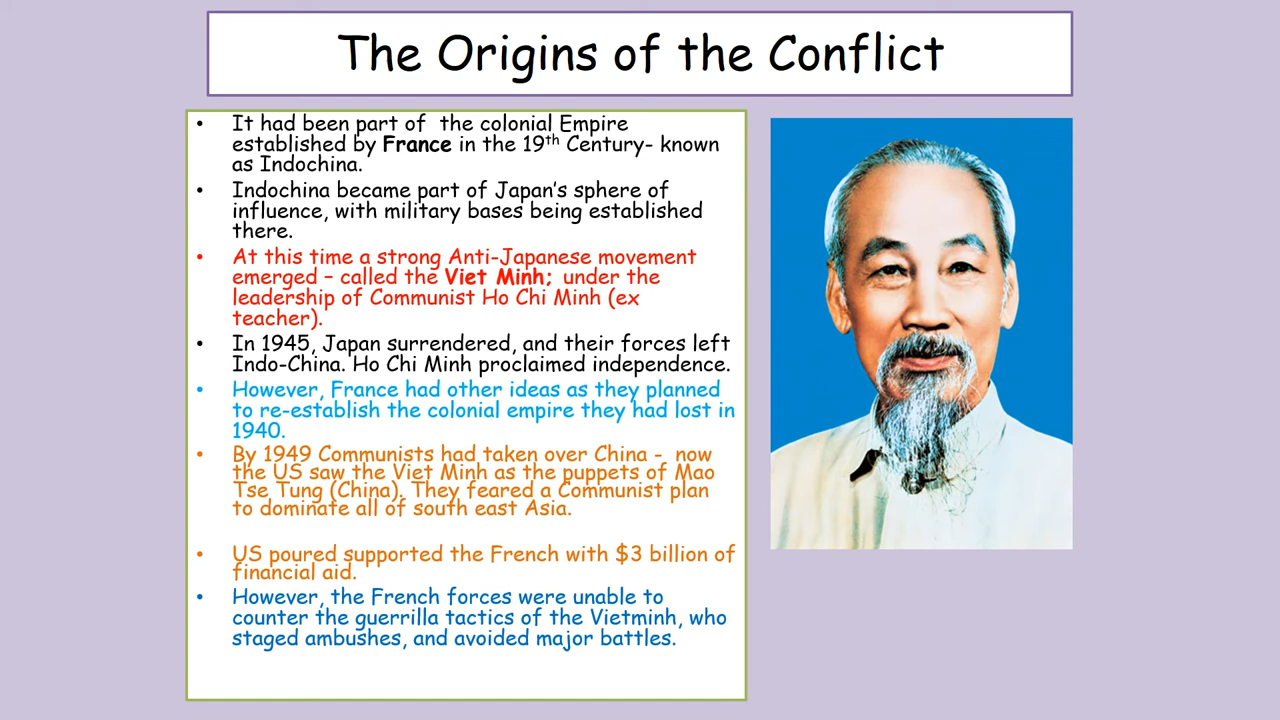 The Origins of the Conflict
• It had been part of  the colonial Empire
established by France in the 19th Century- known
as Indochina.
• Indochina became part of Japan's sphere of
influence, with military bases being established
there.
• At this time a strong Anti-Japanese movement
emerged – called the Viet Minh; under the
leadership of Communist Ho Chi Minh (ex
teacher).
• In 1945, Japan surrendered, and their forces left
Indo-China. Ho Chi Minh proclaimed independence.
• However, France had other ideas as they planned
to re-establish the colonial empire they had lost in
1940.
• By 1949 Communists had taken over China -  now
the US saw the Viet Minh as the puppets of Mao
Tse Tung (China). They feared a Communist plan
to dominate all of south east Asia.
• US poured supported the French with $3 billion of
financial aid.
• However, the French forces were unable to
counter the guerrilla tactics of the Vietminh, who
staged ambushes, and avoided major battles.